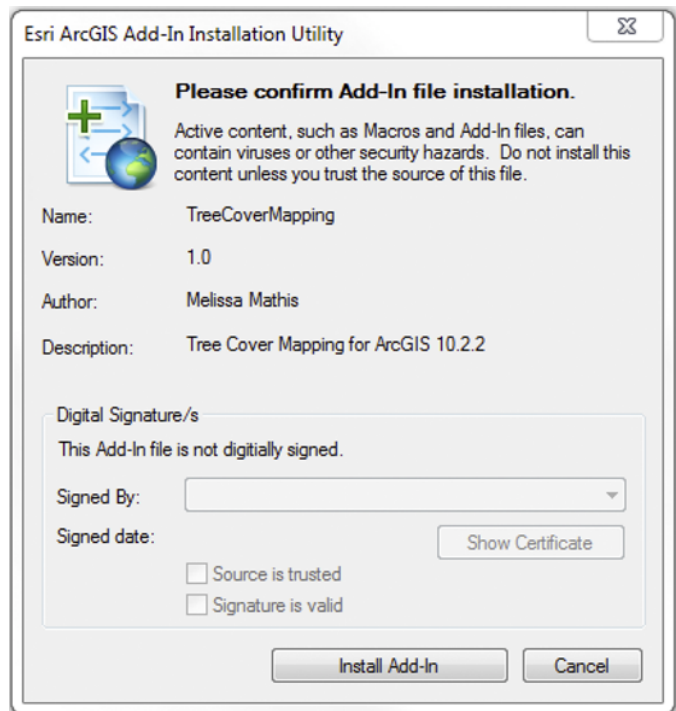 Esri ArcGIS Add-In Installation Utility
Please confirm Add-In file installation.
Active content, such as Macros and Add-In files, can
contain viruses or other security hazards.  Do not install this
content unless you trust the source of this file.
Name: TreeCoverMapping
Version: 1.0
Author: Melissa Mathis
Description: Tree Cover Mapping for ArcGIS 10.2.2
Digital Signature/s
This Add-In file is not digitially signed.
Signed By:
Signed date: Show Certificate
Source is trusted
Signature is valid
Install Add-In Cancel